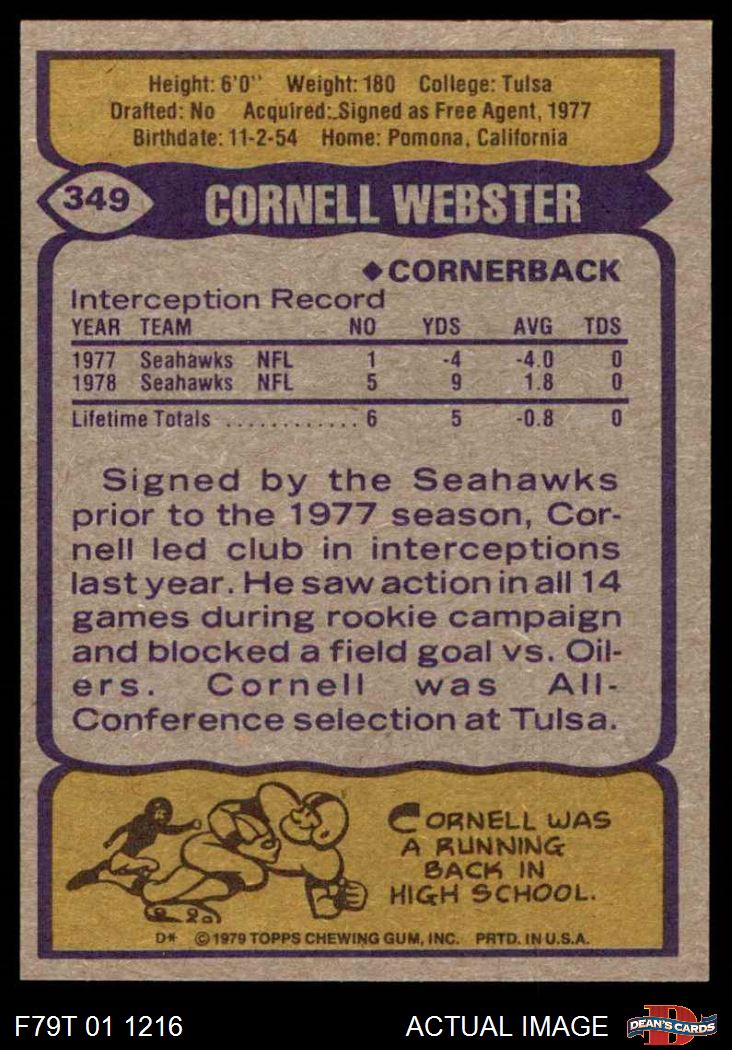 Height: 6'0" Weight: 180 College: Tulsa
Drafted: No Acquired: Signed as Free Agent, 1977
Birthdate: 11-2-54 Home: Pomona, California
349 CORNELL WEBSTER
◆CORNERBACK
Interception Record
YEAR TEAM NO YDS AVG TDS
1977 Seahawks NFL 1 -4 -4.0 0
1978 Seahawks NFL 5 9 1.8 0
Lifetime Totals ............ 6 5 -0.8 0
Signed by the Seahawks
prior to the 1977 season, Cor-
nell led club in interceptions
last year. He saw action in all 14
games during rookie campaign
and blocked a field goal vs. Oil-
ers. Cornell was All-
Conference selection at Tulsa.
CORNELL WAS
A RUNNING
BACK IN
HIGH SCHOOL.
D* ©1979 TOPPS CHEWING GUM, INC. PRTD. IN U.S.A.
F79T 01 1216 ACTUAL IMAGE D DEAN'S CARDS